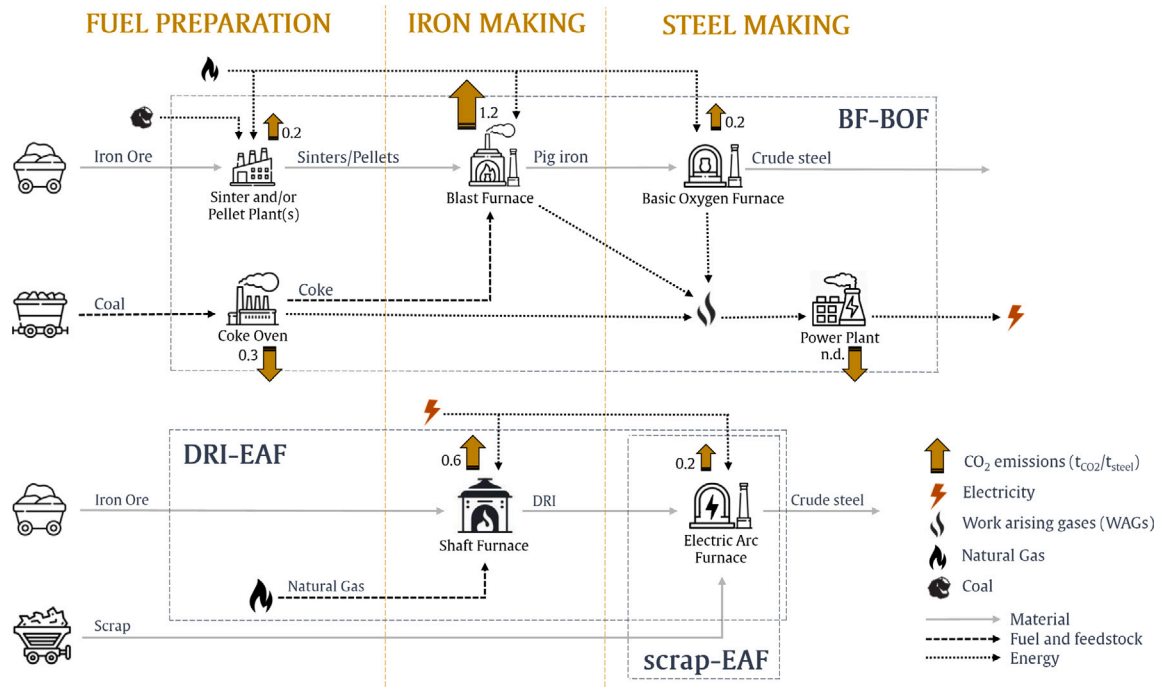 FUEL PREPARATION
IRON MAKING
STEEL MAKING
BF-BOF
0.2
1.2
0.2
Iron Ore
Sinters/Pellets
Pig iron
Crude steel
Sinter and/or
Pellet Plant(s)
Blast Furnace
Basic Oxygen Furnace
Coal
Coke
Coke Oven
0.3
Power Plant
n.d.
DRI-EAF
0.6
0.2
Iron Ore
DRI
Crude steel
Shaft Furnace
Electric Arc
Furnace
Natural Gas
Scrap
scrap-EAF
CO2 emissions (tCO2/tsteel)
Electricity
Work arising gases (WAGs)
Natural Gas
Coal
Material
Fuel and feedstock
Energy